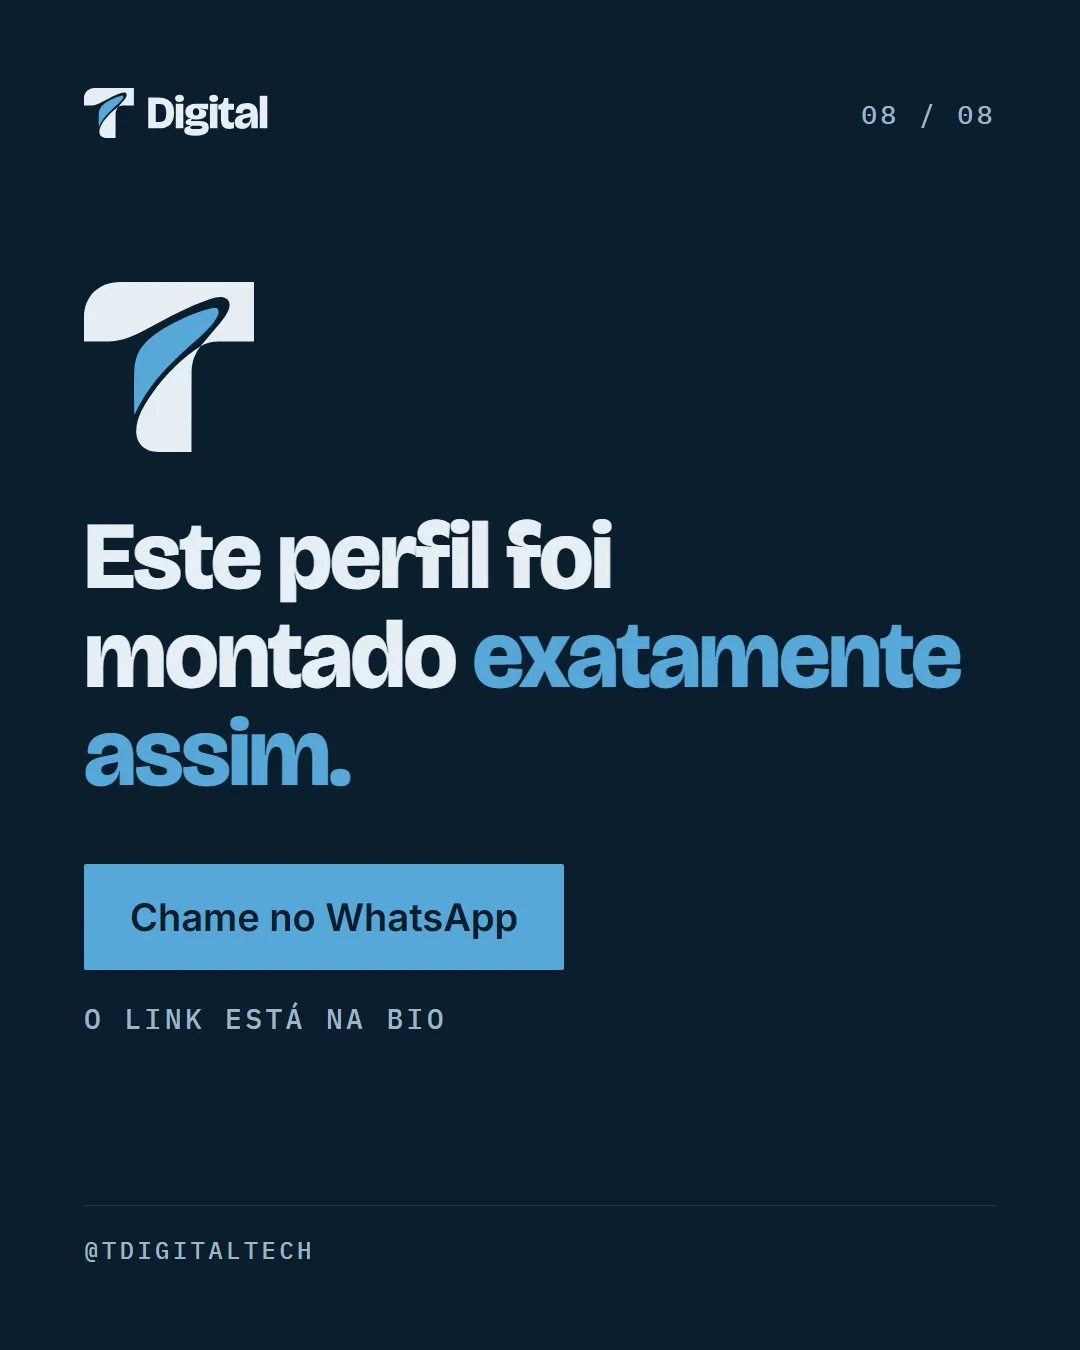 Digital
08 / 08
Este perfil foi
montado exatamente
assim.
Chame no WhatsApp
O LINK ESTÁ NA BIO
@TDIGITALTECH